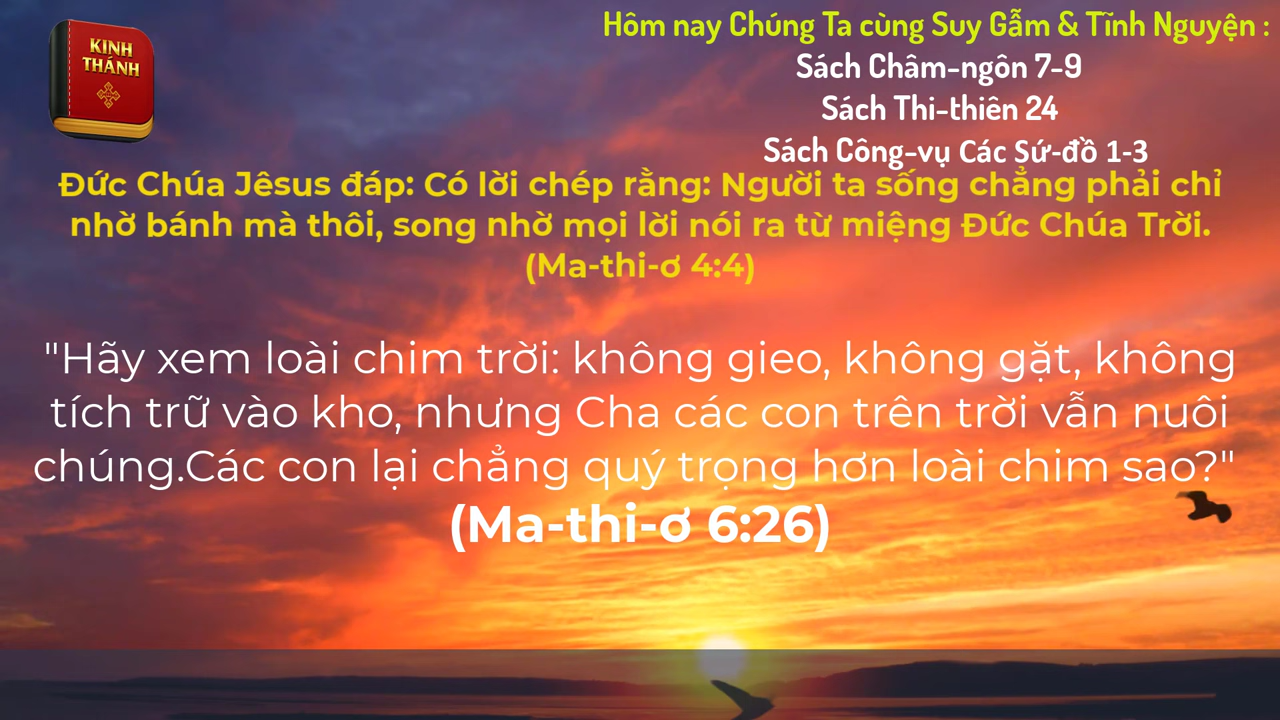 KINH
THÁNH
Hôm nay Chúng Ta cùng Suy Gẫm & Tĩnh Nguyện :
Sách Châm-ngôn 7-9
Sách Thi-thiên 24
Sách Công-vụ Các Sứ-đồ 1-3
Đức Chúa Jêsus đáp: Có lời chép rằng: Người ta sống chẳng phải chỉ
nhờ bánh mà thôi, song nhờ mọi lời nói ra từ miệng Đức Chúa Trời.
(Ma-thi-ơ 4:4)
"Hãy xem loài chim trời: không gieo, không gặt, không
tích trữ vào kho, nhưng Cha các con trên trời vẫn nuôi
chúng.Các con lại chẳng quý trọng hơn loài chim sao?"
(Ma-thi-ơ 6:26)